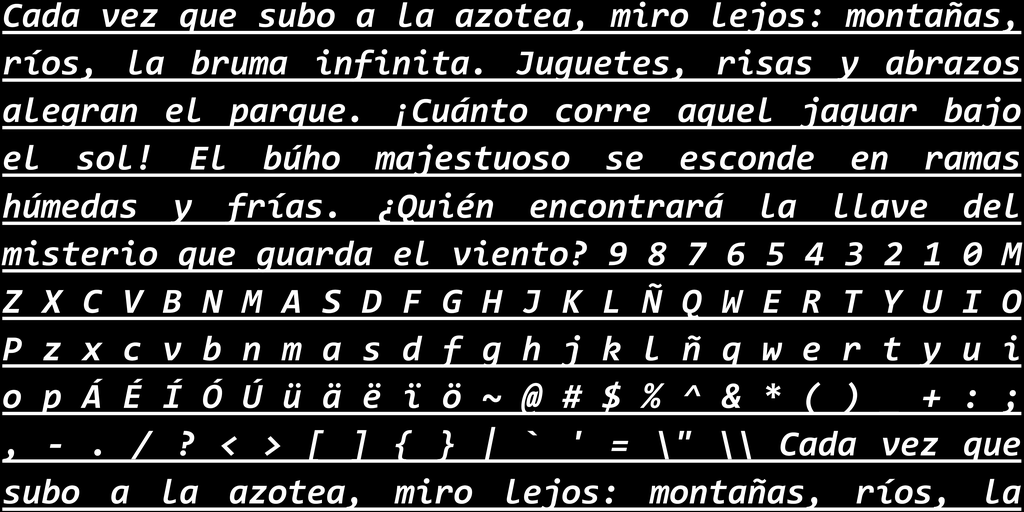 Cada vez que subo a la azotea, miro lejos: montañas,
ríos, la bruma infinita. Juguetes, risas y abrazos
alegran el parque. ¡Cuánto corre aquel jaguar bajo
el sol! El búho majestuoso se esconde en ramas
húmedas y frías. ¿Quién encontrará la llave del
misterio que guarda el viento? 9 8 7 6 5 4 3 2 1 0 M
Z X C V B N M A S D F G H J K L Ñ Q W E R T Y U I O
P z x c v b n m a s d f g h j k l ñ q w e r t y u i
o p Á É Í Ó Ú ü ä ë ï ö ~ @ # $ % ^ & * ( ) _ + : ;
, - . / ? < > [ ] { } | ` ' = \" \\ Cada vez que
subo a la azotea, miro lejos: montañas, ríos, la